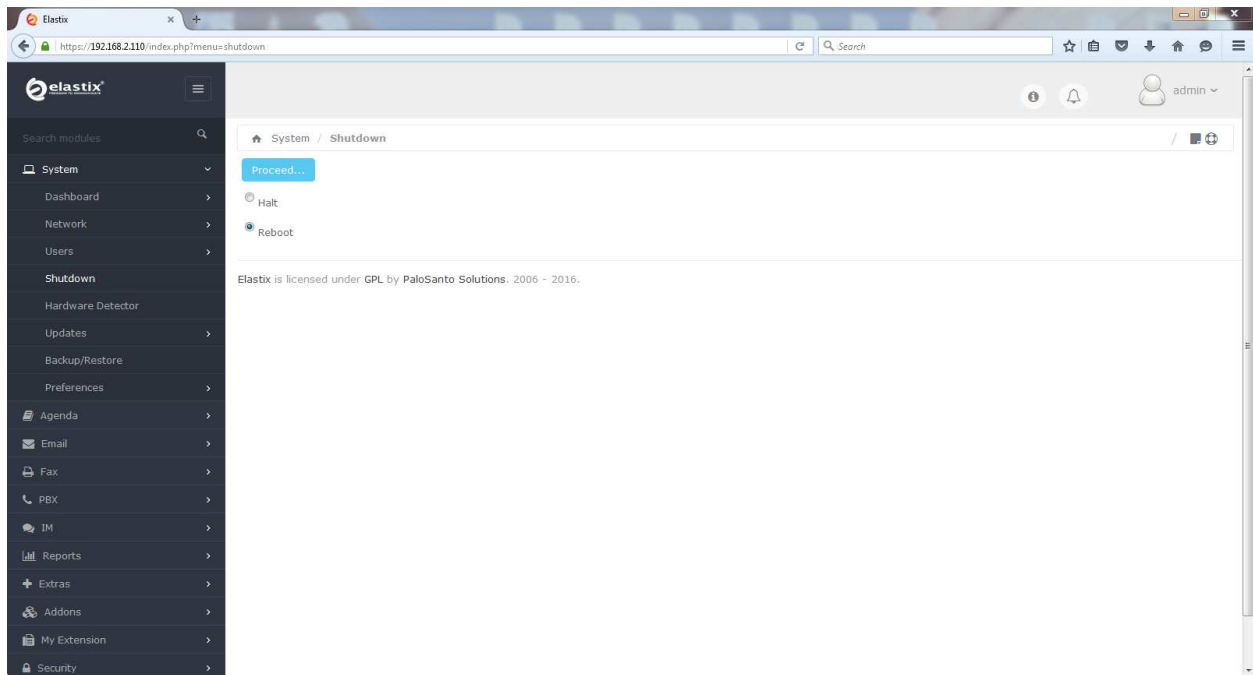 Elastix
https://192.168.2.110/index.php?menu=shutdown
Search
elastix
admin
Search modules
System / Shutdown
/
System
Proceed...
Dashboard
Halt
Network
Reboot
Users
Shutdown
Elastix is licensed under GPL by PaloSanto Solutions. 2006 - 2016.
Hardware Detector
Updates
Backup/Restore
Preferences
Agenda
Email
Fax
PBX
IM
Reports
Extras
Addons
My Extension
Security